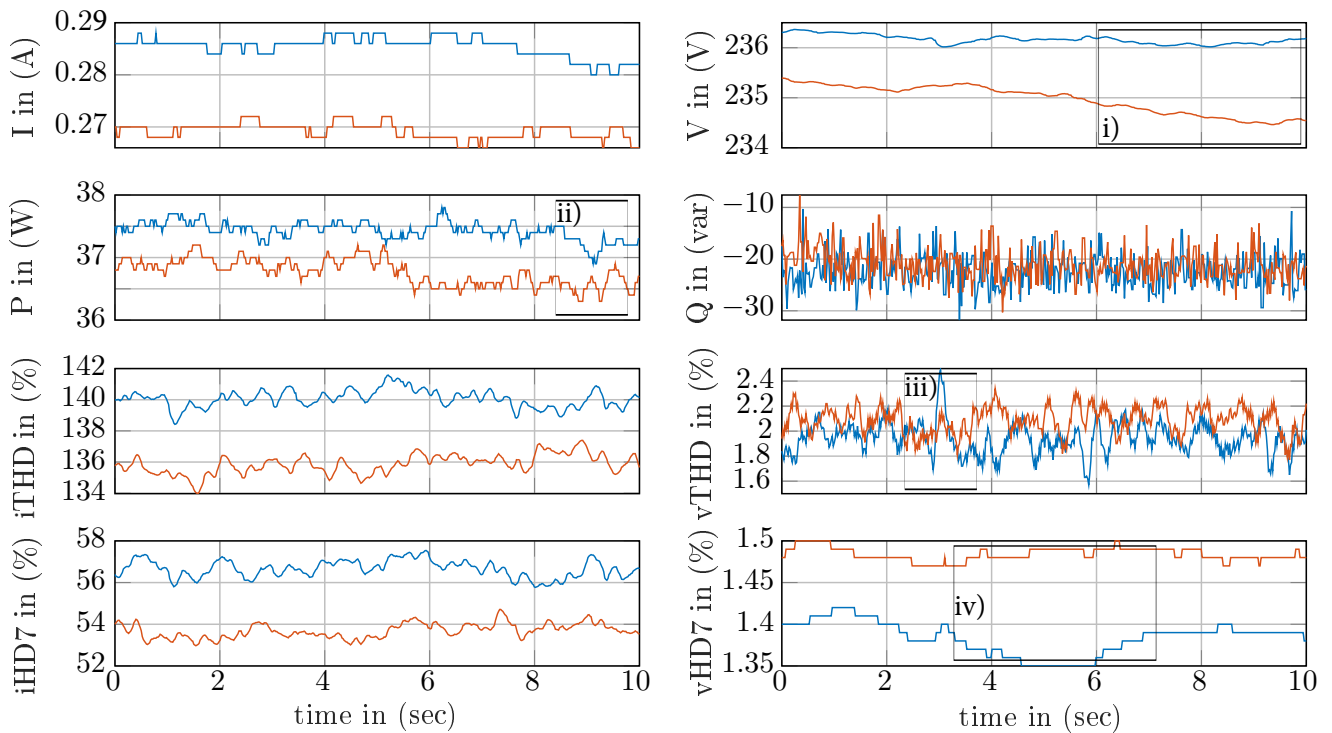 I in (A)
0.29
0.28
0.27
V in (V)
236
235
234
i)
P in (W)
38
37
36
ii)
Q in (var)
−10
−20
−30
iTHD in (%)
142
140
138
136
134
vTHD in (%)
2.4
2.2
2
1.8
1.6
iii)
iHD7 in (%)
58
56
54
52
0 2 4 6 8 10
time in (sec)
vHD7 in (%)
1.5
1.45
1.4
1.35
iv)
0 2 4 6 8 10
time in (sec)